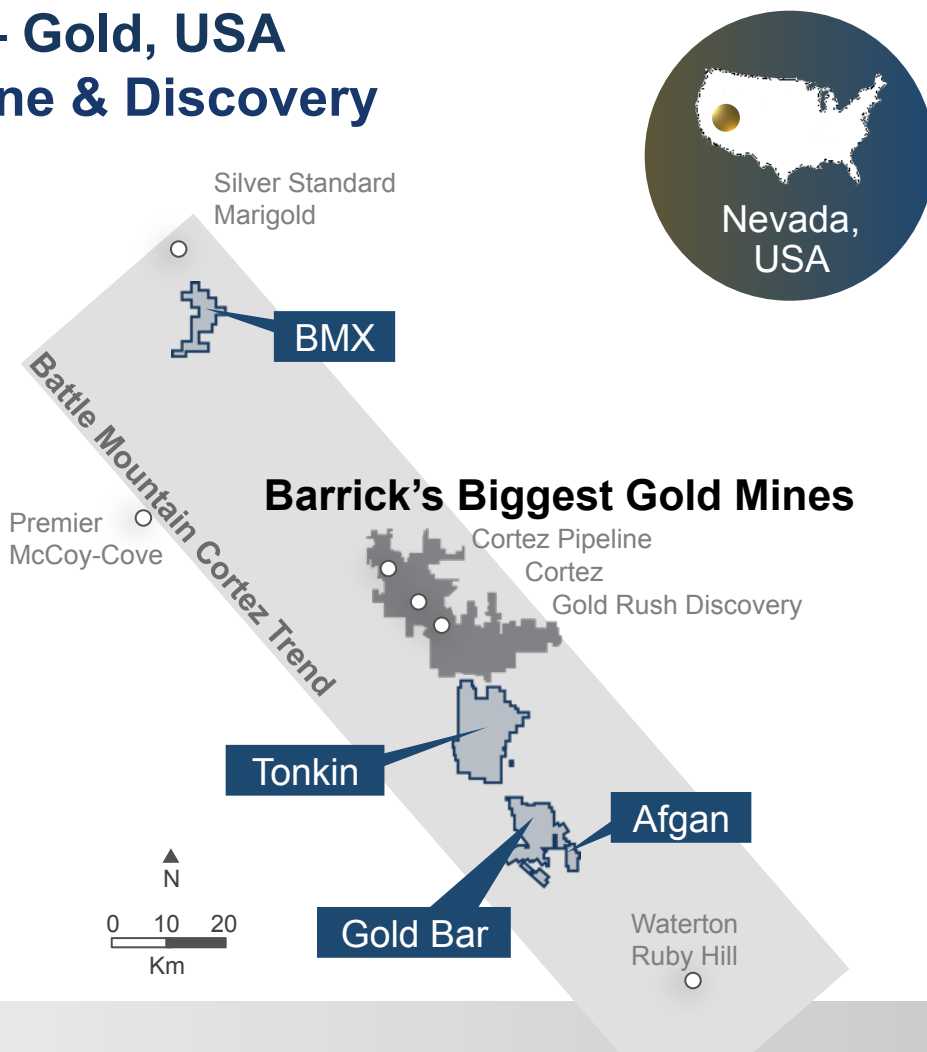 - Gold, USA
ne & Discovery
Nevada,
USA
Silver Standard
Marigold
BMX
Battle Mountain Cortez Trend
Barrick's Biggest Gold Mines
Premier
McCoy-Cove
Cortez Pipeline
Cortez
Gold Rush Discovery
Tonkin
Afgan
Gold Bar
N
0 10 20
Km
Waterton
Ruby Hill